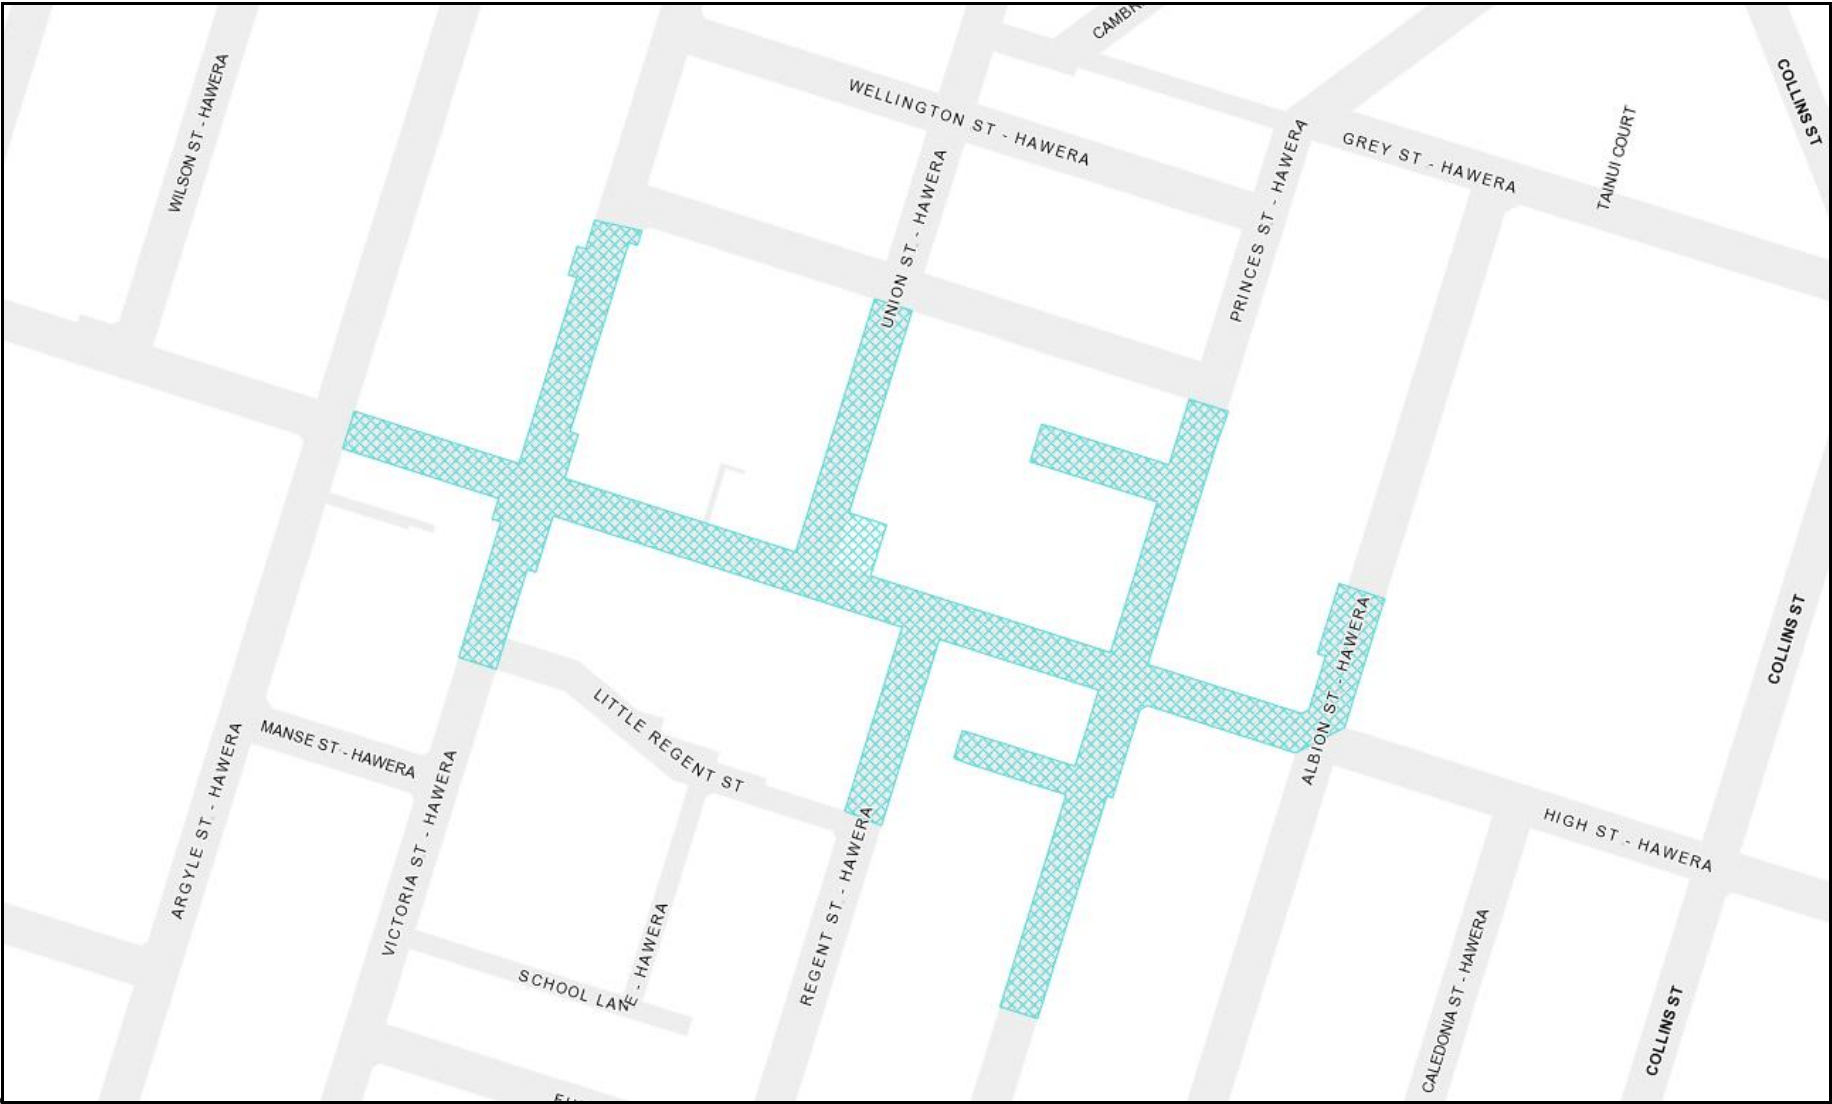 CAMBR
COLLINS ST
WILSON ST - HAWERA
WELLINGTON ST - HAWERA
GREY ST - HAWERA
TAINUI COURT
PRINCES ST - HAWERA
UNION ST - HAWERA
COLLINS ST
ALBION ST - HAWERA
LITTLE REGENT ST
MANSE ST - HAWERA
ARGYLE ST - HAWERA
VICTORIA ST - HAWERA
REGENT ST - HAWERA
HIGH ST - HAWERA
SCHOOL LANE - HAWERA
CALEDONIA ST - HAWERA
COLLINS ST